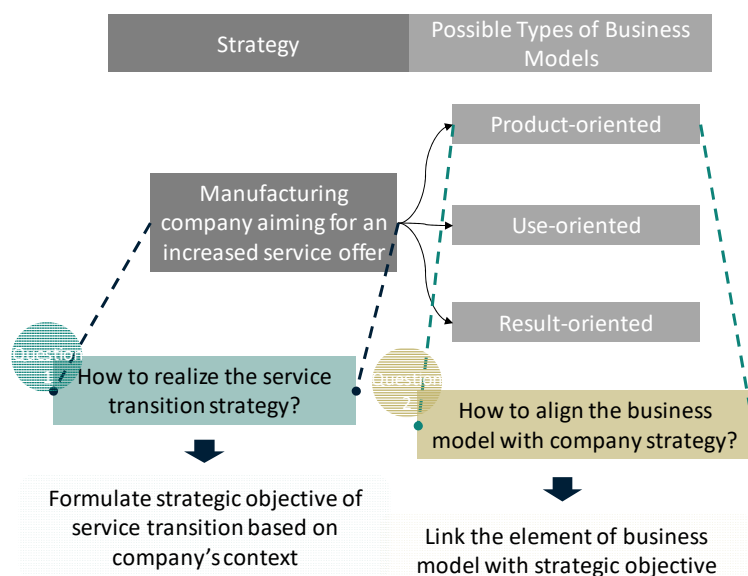 Strategy
Possible Types of Business
Models
Product-oriented
Manufacturing
company aiming for an
increased service offer
Use-oriented
Result-oriented
Question
1
How to realize the service
transition strategy?
Question
2
How to align the business
model with company strategy?
Formulate strategic objective of
service transition based on
company's context
Link the element of business
model with strategic objective